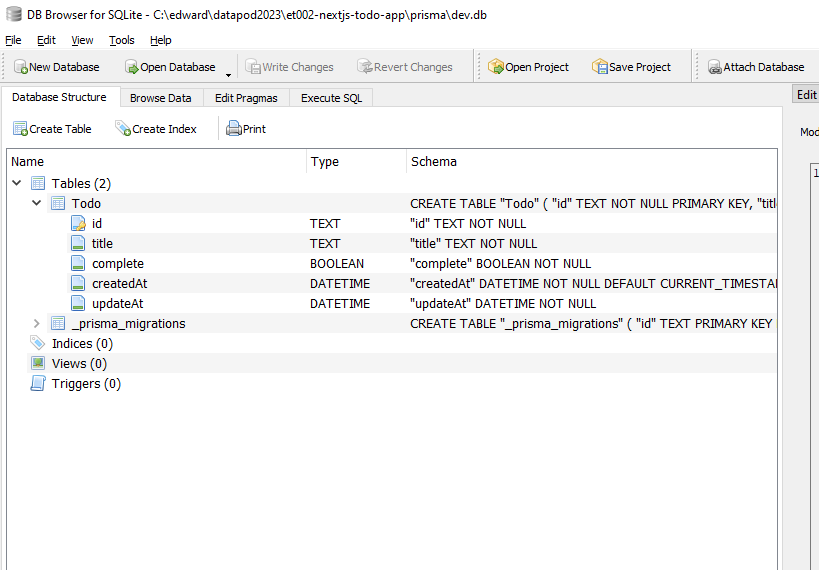 DB Browser for SQLite - C:\edward\datapod2023\et002-nextjs-todo-app\prisma\dev.db
File Edit View Tools Help
New Database Open Database Write Changes Revert Changes Open Project Save Project Attach Database
Database Structure Browse Data Edit Pragmas Execute SQL Edit
Create Table Create Index Print Mod
Name Type Schema 1
Tables (2)
Todo CREATE TABLE "Todo" ( "id" TEXT NOT NULL PRIMARY KEY, "title
id TEXT "id" TEXT NOT NULL
title TEXT "title" TEXT NOT NULL
complete BOOLEAN "complete" BOOLEAN NOT NULL
createdAt DATETIME "createdAt" DATETIME NOT NULL DEFAULT CURRENT_TIMESTA
updateAt DATETIME "updateAt" DATETIME NOT NULL
_prisma_migrations CREATE TABLE "_prisma_migrations" ( "id" TEXT PRIMARY KEY
Indices (0)
Views (0)
Triggers (0)